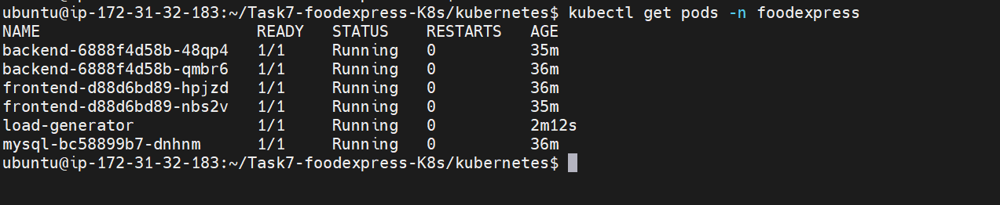 ubuntu@ip-172-31-32-183:~/Task7-foodexpress-K8s/kubernetes$ kubectl get pods -n foodexpress
NAME                       READY   STATUS    RESTARTS   AGE
backend-6888f4d58b-48qp4   1/1     Running   0          35m
backend-6888f4d58b-qmbr6   1/1     Running   0          36m
frontend-d88d6bd89-hpjzd   1/1     Running   0          36m
frontend-d88d6bd89-nbs2v   1/1     Running   0          35m
load-generator             1/1     Running   0          2m12s
mysql-bc58899b7-dnhnm      1/1     Running   0          36m
ubuntu@ip-172-31-32-183:~/Task7-foodexpress-K8s/kubernetes$